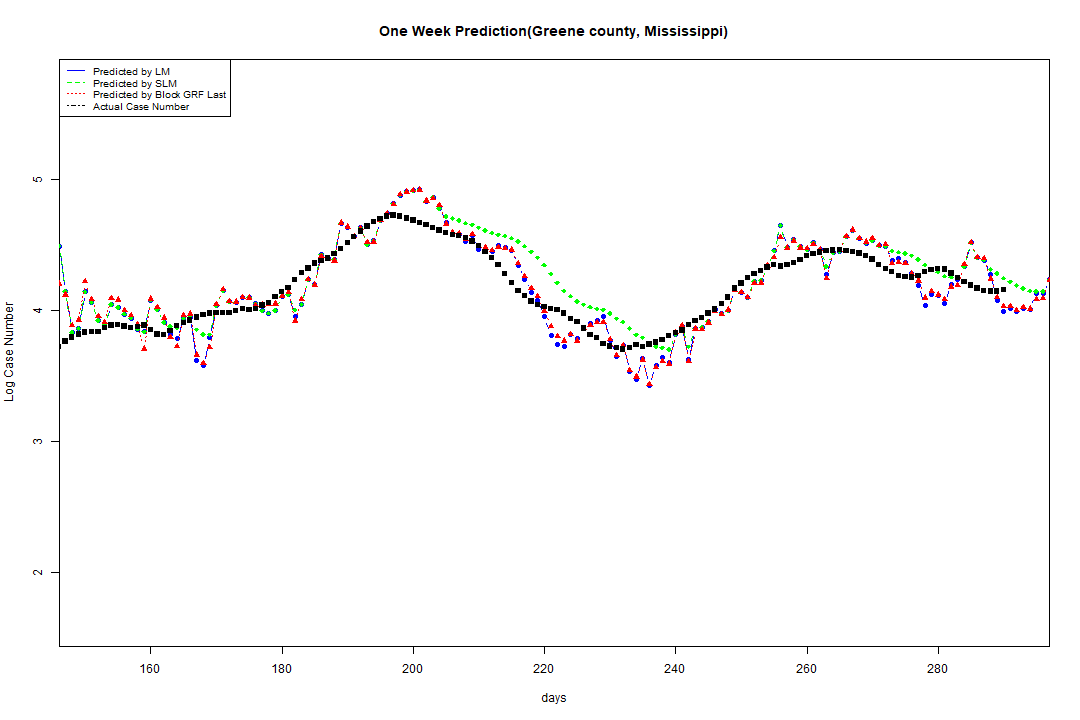 One Week Prediction(Greene county, Mississippi)
Predicted by LM
Predicted by SLM
Predicted by Block GRF Last
Actual Case Number
5
4
3
2
Log Case Number
160 180 200 220 240 260 280
days